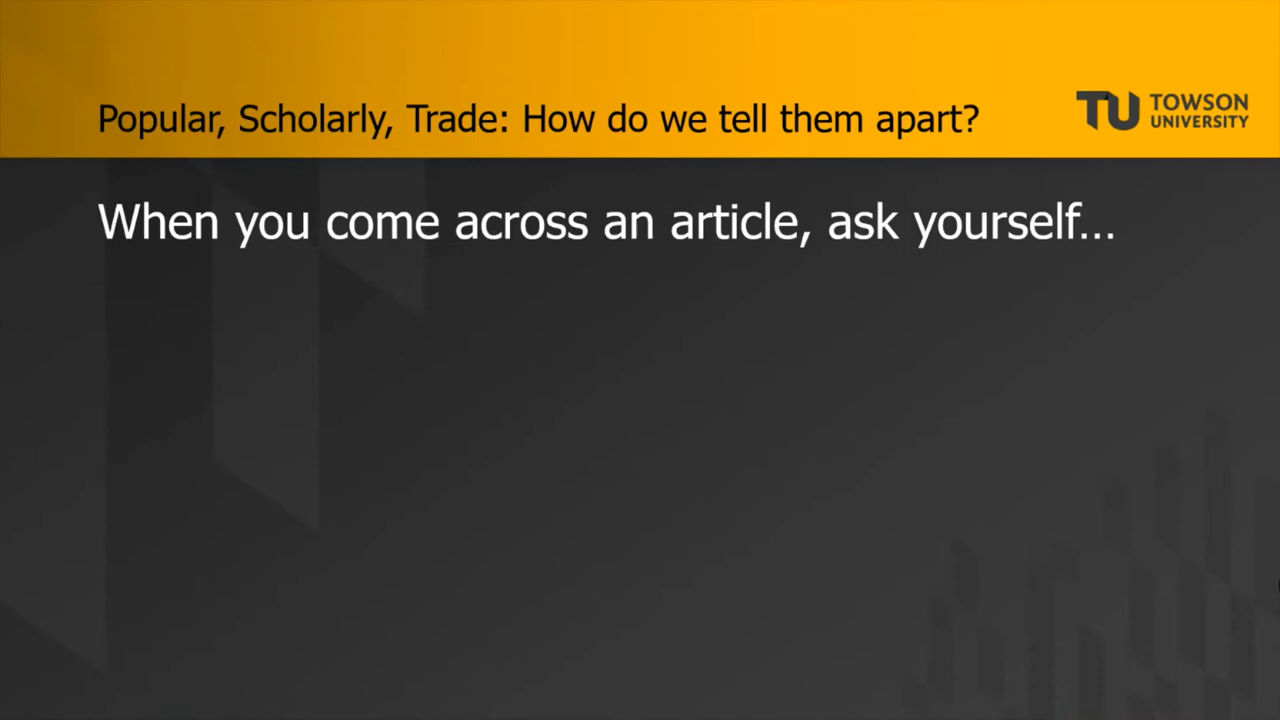 Popular, Scholarly, Trade: How do we tell them apart?
TU TOWSON
UNIVERSITY
When you come across an article, ask yourself...